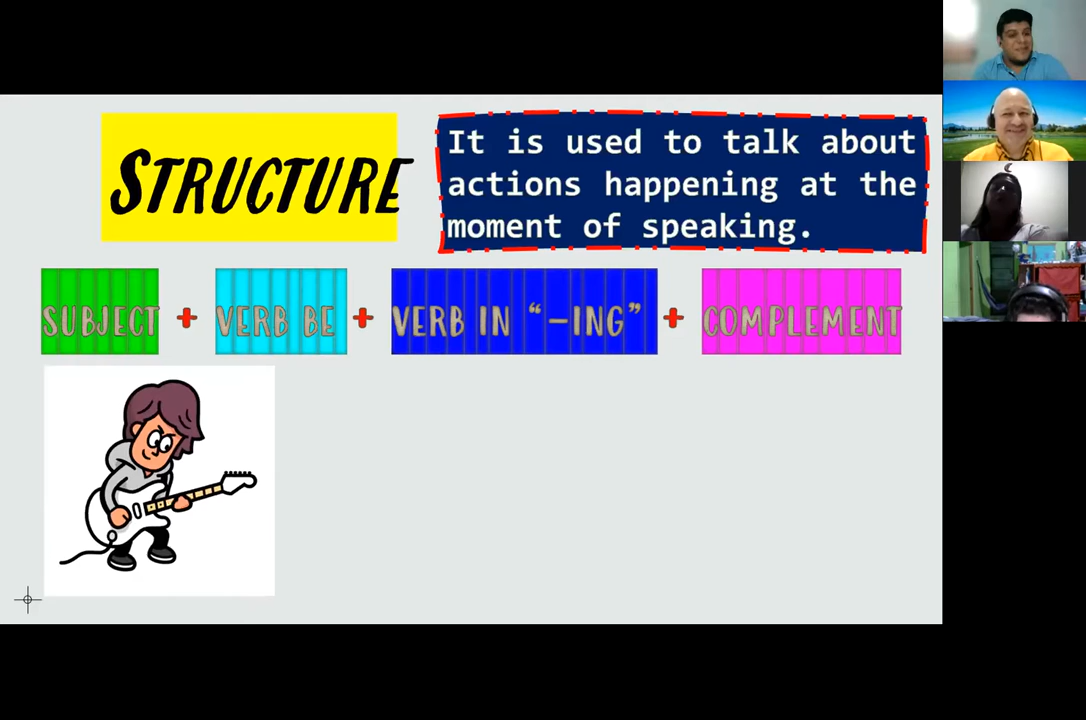 STRUCTURE
It is used to talk about
actions happening at the
moment of speaking.
SUBJECT + VERB BE + VERB IN “-ING” + COMPLEMENT